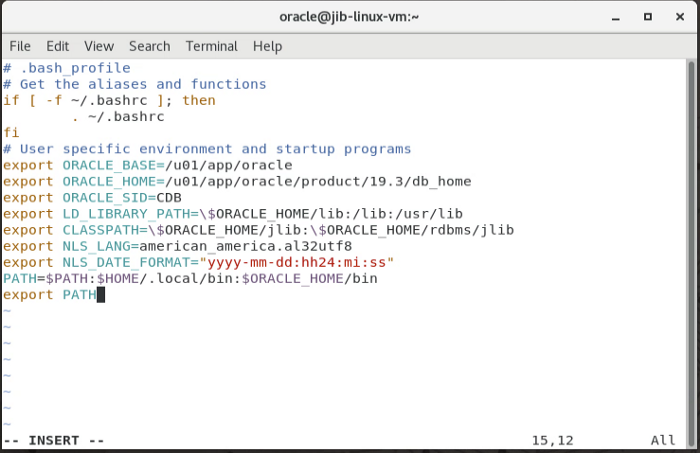 oracle@jib-linux-vm:~
File Edit View Search Terminal Help
# .bash_profile
# Get the aliases and functions
if [ -f ~/.bashrc ]; then
        . ~/.bashrc
fi
# User specific environment and startup programs
export ORACLE_BASE=/u01/app/oracle
export ORACLE_HOME=/u01/app/oracle/product/19.3/db_home
export ORACLE_SID=CDB
export LD_LIBRARY_PATH=\$ORACLE_HOME/lib:/lib:/usr/lib
export CLASSPATH=\$ORACLE_HOME/jlib:\$ORACLE_HOME/rdbms/jlib
export NLS_LANG=american_america.al32utf8
export NLS_DATE_FORMAT="yyyy-mm-dd:hh24:mi:ss"
PATH=$PATH:$HOME/.local/bin:$ORACLE_HOME/bin
export PATH
~
~
~
~
~
~
~
~
-- INSERT -- 15,12 All